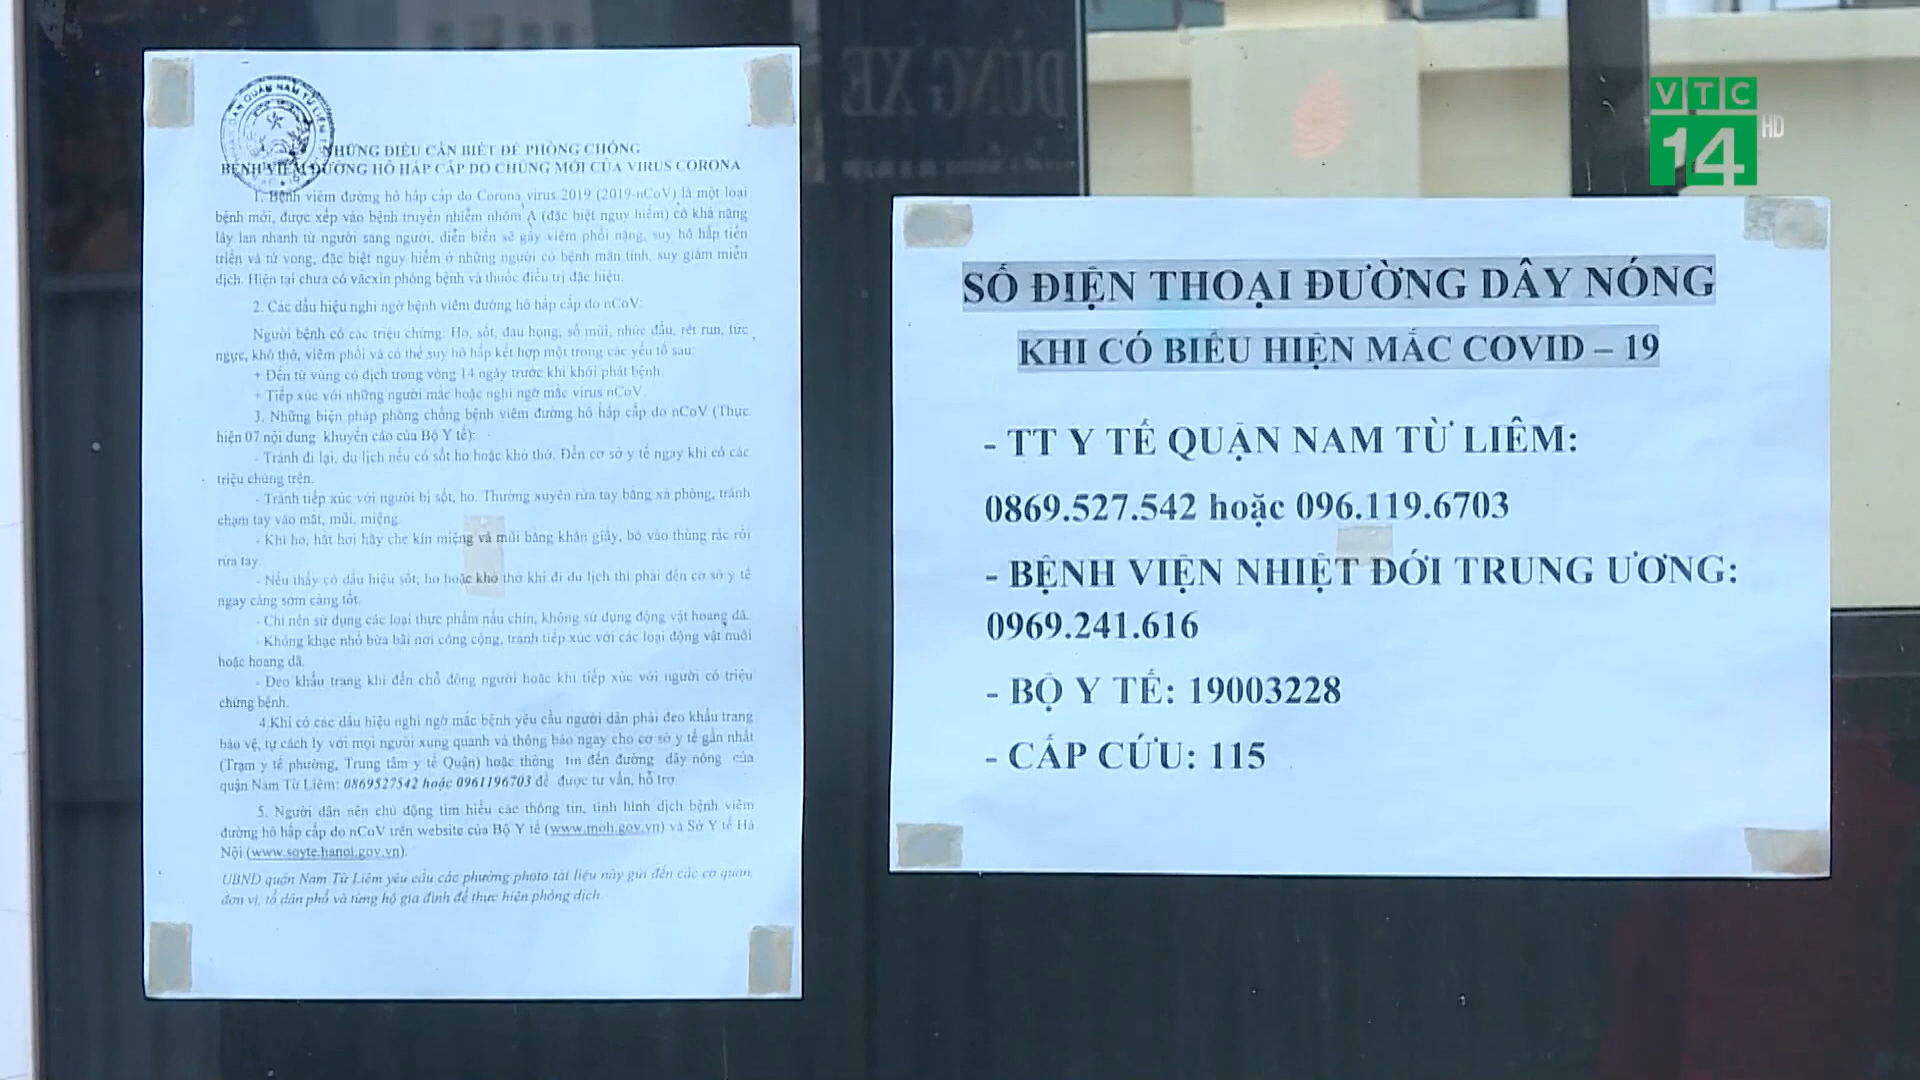 NHỮNG ĐIỀU CẦN BIẾT ĐỂ PHÒNG CHỐNG
BỆNH VIÊM ĐƯỜNG HÔ HẤP CẤP DO CHỦNG MỚI CỦA VIRUS CORONA
1. Bệnh viêm đường hô hấp cấp do Corona virus 2019 (2019-nCoV) là một loại
bệnh mới, được xếp vào bệnh truyền nhiễm nhóm A (đặc biệt nguy hiểm) có khả năng
lây lan nhanh từ người sang người, diễn biến sẽ gây viêm phổi nặng, suy hô hấp tiến
triển và tử vong, đặc biệt nguy hiểm ở những người có bệnh mãn tính, suy giảm miễn
dịch. Hiện tại chưa có vắcxin phòng bệnh và thuốc điều trị đặc hiệu.
2. Các dấu hiệu nghi ngờ bệnh viêm đường hô hấp cấp do nCoV:
Người bệnh có các triệu chứng: Ho, sốt, đau họng, sổ mũi, nhức đầu, rét run, tức
ngực, khó thở, viêm phổi và có thể suy hô hấp kết hợp một trong các yếu tố sau:
+ Đến từ vùng có dịch trong vòng 14 ngày trước khi khởi phát bệnh.
+ Tiếp xúc với những người mắc hoặc nghi ngờ mắc virus nCoV.
3. Những biện pháp phòng chống bệnh viêm đường hô hấp cấp do nCoV (Thực
hiện 07 nội dung khuyến cáo của Bộ Y tế):
- Tránh đi lại, du lịch nếu có sốt ho hoặc khó thở. Đến cơ sở y tế ngay khi có các
triệu chứng trên.
- Tránh tiếp xúc với người bị sốt, ho. Thường xuyên rửa tay bằng xà phòng, tránh
chạm tay vào mắt, mũi, miệng.
- Khi ho, hắt hơi hãy che kín miệng và mũi bằng khăn giấy, bỏ vào thùng rác rồi
rửa tay.
- Nếu thấy có dấu hiệu sốt, ho hoặc khó thở khi đi du lịch thì phải đến cơ sở y tế
ngay càng sớm càng tốt.
- Chỉ nên sử dụng các loại thực phẩm nấu chín, không sử dụng động vật hoang dã.
- Không khạc nhổ bừa bãi nơi công cộng, tránh tiếp xúc với các loại động vật nuôi
hoặc hoang dã.
- Đeo khẩu trang khi đến chỗ đông người hoặc khi tiếp xúc với người có triệu
chứng bệnh.
4.Khi có các dấu hiệu nghi ngờ mắc bệnh yêu cầu người dân phải đeo khẩu trang
bảo vệ, tự cách ly với mọi người xung quanh và thông báo ngay cho cơ sở y tế gần nhất
(Trạm y tế phường, Trung tâm y tế Quận) hoặc thông tin đến đường dây nóng của
quận Nam Từ Liêm: 0869527542 hoặc 0961196703 để được tư vấn, hỗ trợ.
5. Người dân nên chủ động tìm hiểu các thông tin, tình hình dịch bệnh viêm
đường hô hấp cấp do nCoV trên website của Bộ Y tế (www.moh.gov.vn) và Sở Y tế Hà
Nội (www.soyte.hanoi.gov.vn).
UBND quận Nam Từ Liêm yêu cầu các phường photo tài liệu này gửi đến các cơ quan,
đơn vị, tổ dân phố và từng hộ gia đình để thực hiện phòng dịch.
QUẬN NAM TỪ LIÊM
ĐỪNG XE
VTC
14 HD
SỐ ĐIỆN THOẠI ĐƯỜNG DÂY NÓNG
KHI CÓ BIỂU HIỆN MẮC COVID – 19
- TT Y TẾ QUẬN NAM TỪ LIÊM:
0869.527.542 hoặc 096.119.6703
- BỆNH VIỆN NHIỆT ĐỚI TRUNG ƯƠNG:
0969.241.616
- BỘ Y TẾ: 19003228
- CẤP CỨU: 115